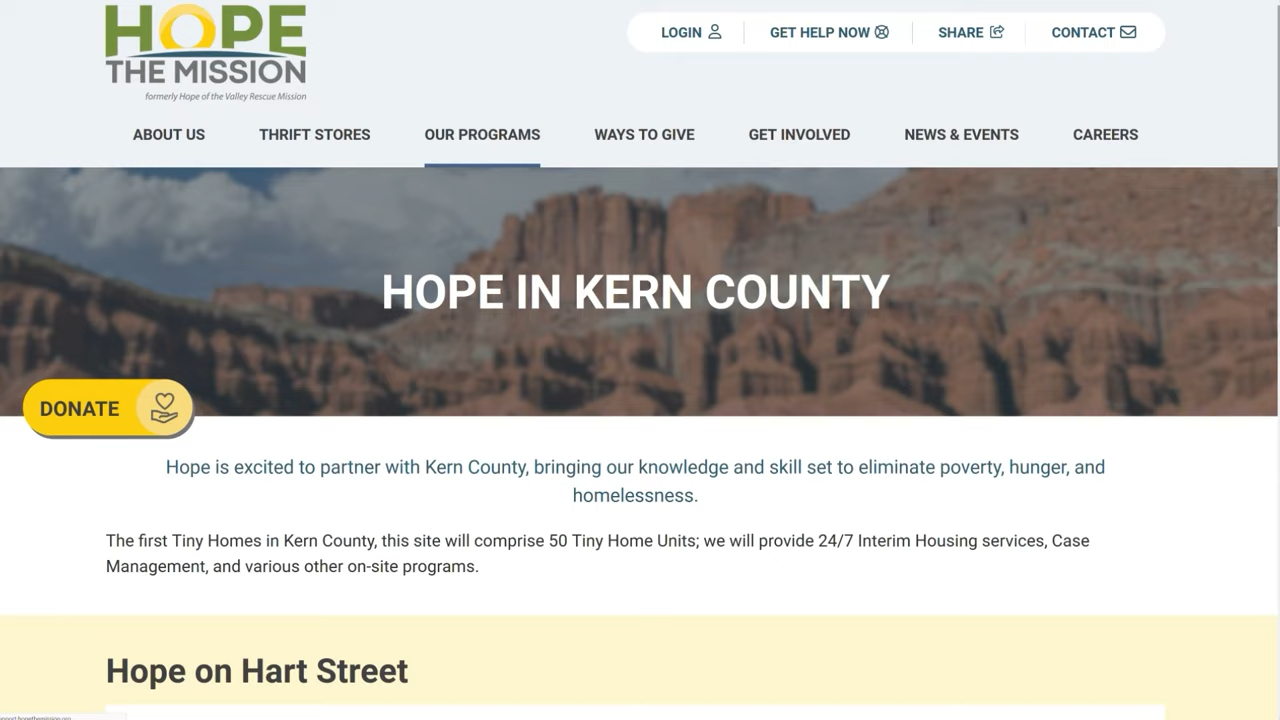 HOPE
THE MISSION
formerly Hope of the Valley Rescue Mission
LOGIN
GET HELP NOW
SHARE
CONTACT
ABOUT US
THRIFT STORES
OUR PROGRAMS
WAYS TO GIVE
GET INVOLVED
NEWS & EVENTS
CAREERS
HOPE IN KERN COUNTY
DONATE
Hope is excited to partner with Kern County, bringing our knowledge and skill set to eliminate poverty, hunger, and
homelessness.
The first Tiny Homes in Kern County, this site will comprise 50 Tiny Home Units; we will provide 24/7 Interim Housing services, Case
Management, and various other on-site programs.
Hope on Hart Street